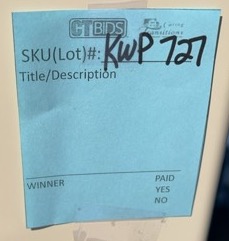 CTBIDS Caring Transitions
SKU(Lot)#: KWP 727
Title/Description
WINNER PAID
YES
NO